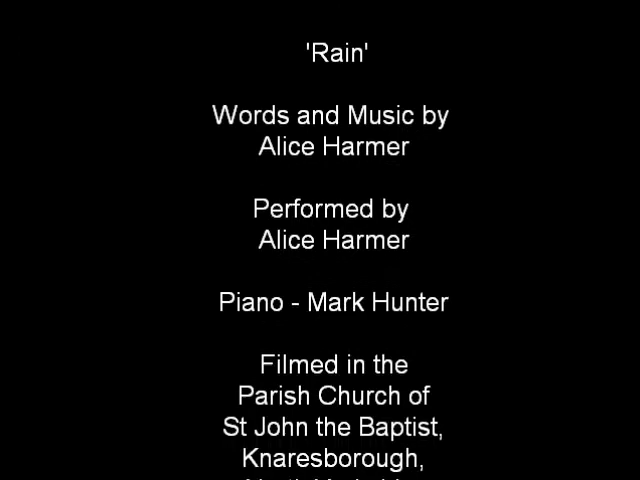 'Rain'
Words and Music by
Alice Harmer
Performed by
Alice Harmer
Piano - Mark Hunter
Filmed in the
Parish Church of
St John the Baptist,
Knaresborough,